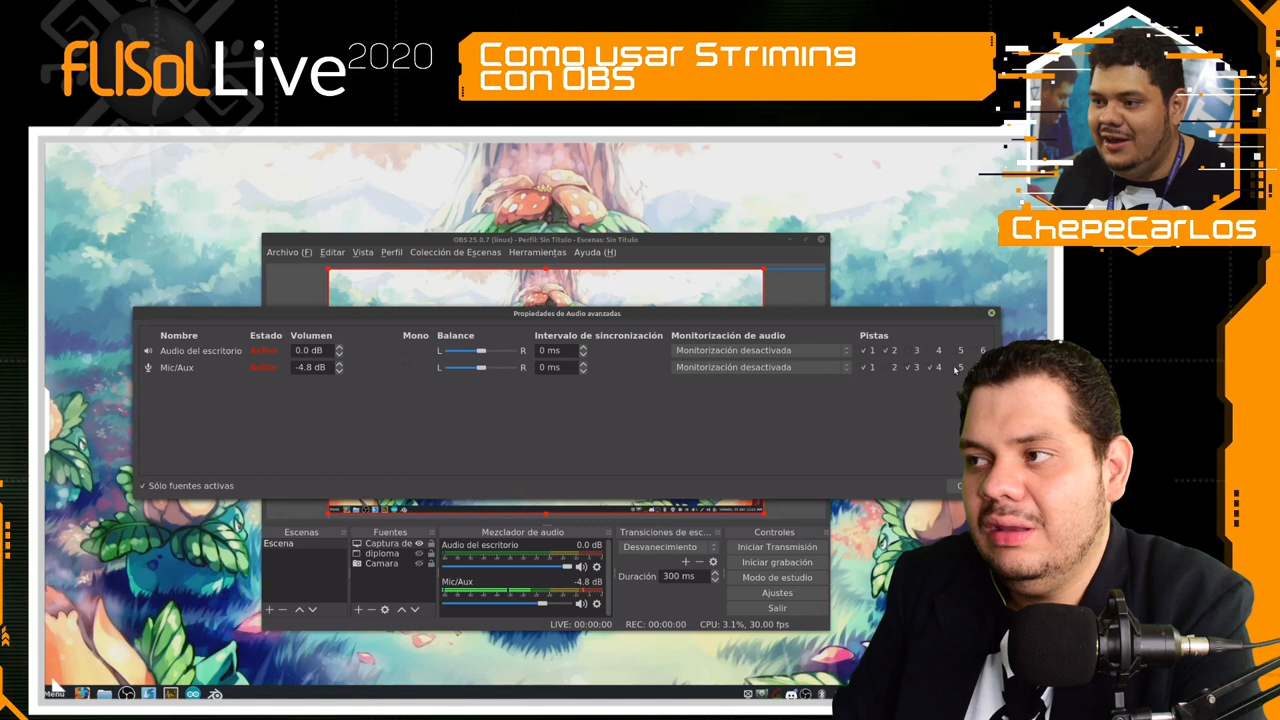 FLISoL Live 2020
Como usar Striming
con OBS
ChepeCarlos
OBS 25.0.7 (linux) - Perfil: Sin Título - Escenas: Sin Título
Archivo (F) Editar Vista Perfil Colección de Escenas Herramientas Ayuda (H)
Propiedades de Audio avanzadas
Nombre Estado Volumen Mono Balance Intervalo de sincronización Monitorización de audio Pistas
Audio del escritorio Activo 0.0 dB L R 0 ms Monitorización desactivada 1 2 3 4 5 6
Mic/Aux Activo -4.8 dB L R 0 ms Monitorización desactivada 1 2 3 4 5
Sólo fuentes activas
Escenas Fuentes Mezclador de audio Transiciones de esc... Controles
Escena Captura de Audio del escritorio 0.0 dB Desvanecimiento Iniciar Transmisión
diploma
Camara Iniciar grabación
Duración 300 ms Modo de estudio
Mic/Aux -4.8 dB Ajustes
Salir
LIVE: 00:00:00 REC: 00:00:00 CPU: 3.1%, 30.00 fps
Menu